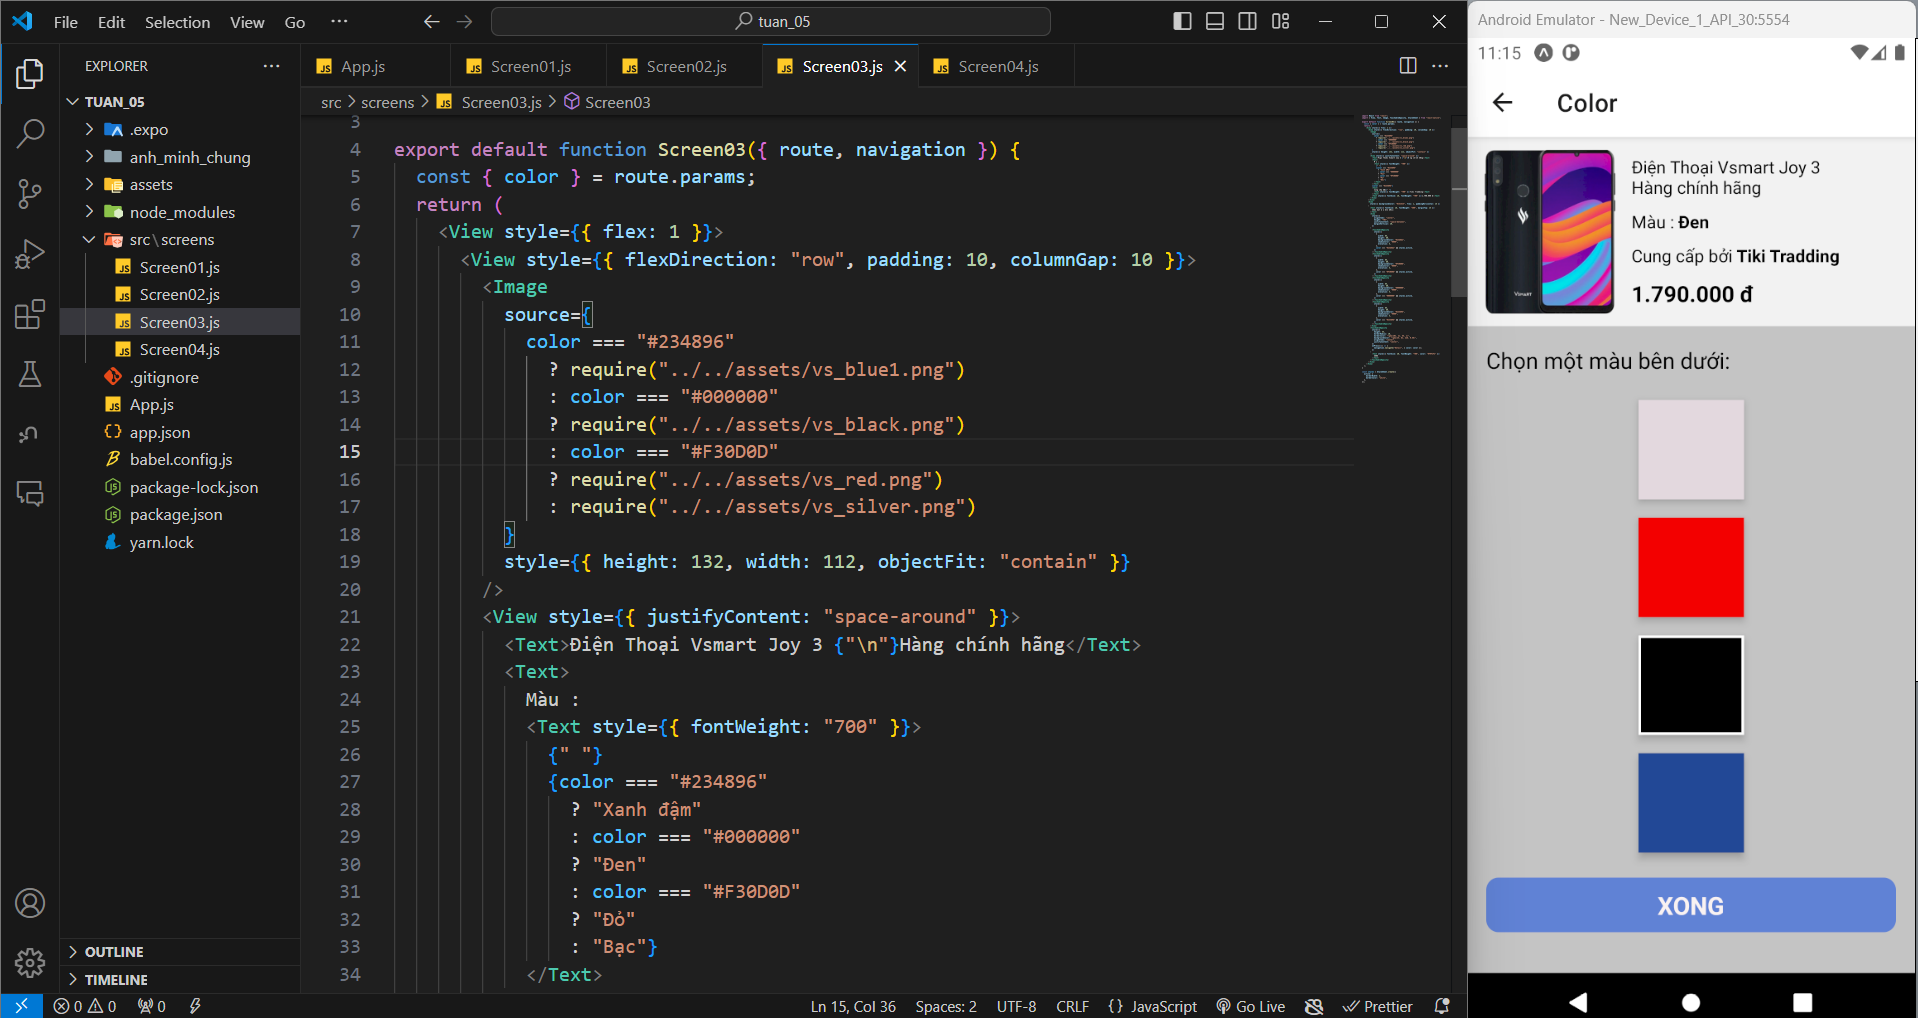 File Edit Selection View Go ···
tuan_05
EXPLORER
TUAN_05
.expo
anh_minh_chung
assets
node_modules
src\screens
Screen01.js
Screen02.js
Screen03.js
Screen04.js
.gitignore
App.js
app.json
babel.config.js
package-lock.json
package.json
yarn.lock
OUTLINE
TIMELINE
App.js Screen01.js Screen02.js Screen03.js Screen04.js
src > screens > Screen03.js > Screen03
3
4 export default function Screen03({ route, navigation }) {
5 const { color } = route.params;
6 return (
7 <View style={{ flex: 1 }}>
8 <View style={{ flexDirection: "row", padding: 10, columnGap: 10 }}>
9 <Image
10 source={
11 color === "#234896"
12 ? require("../../assets/vs_blue1.png")
13 : color === "#000000"
14 ? require("../../assets/vs_black.png")
15 : color === "#F30D0D"
16 ? require("../../assets/vs_red.png")
17 : require("../../assets/vs_silver.png")
18 }
19 style={{ height: 132, width: 112, objectFit: "contain" }}
20 />
21 <View style={{ justifyContent: "space-around" }}>
22 <Text>Điện Thoại Vsmart Joy 3 {"\n"}Hàng chính hãng</Text>
23 <Text>
24 Màu :
25 <Text style={{ fontWeight: "700" }}>
26 {" "}
27 {color === "#234896"
28 ? "Xanh đậm"
29 : color === "#000000"
30 ? "Đen"
31 : color === "#F30D0D"
32 ? "Đỏ"
33 : "Bạc"}
34 </Text>
0 0 0 Ln 15, Col 36 Spaces: 2 UTF-8 CRLF {} JavaScript Go Live Prettier
Android Emulator - New_Device_1_API_30:5554
11:15
Color
Điện Thoại Vsmart Joy 3
Hàng chính hãng
Màu : Đen
Cung cấp bởi Tiki Tradding
1.790.000 đ
Chọn một màu bên dưới:
XONG